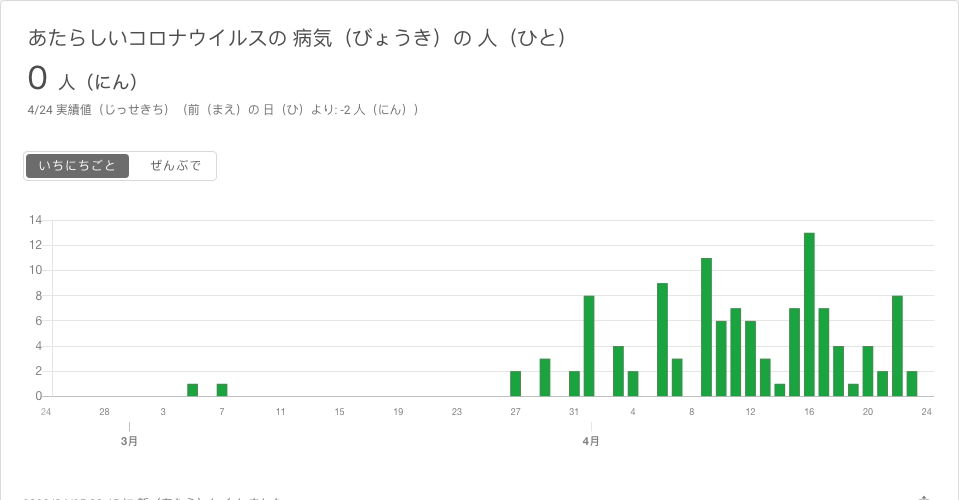 あたらしいコロナウイルスの 病気（びょうき）の 人（ひと）
0 人（にん）
4/24 実績値（じっせきち）（前（まえ）の 日（ひ）より: -2 人（にん））
いちにちごと ぜんぶで
14
12
10
8
6
4
2
0
24 28 3 7 11 15 19 23 27 31 4 8 12 16 20 24
3月 4月